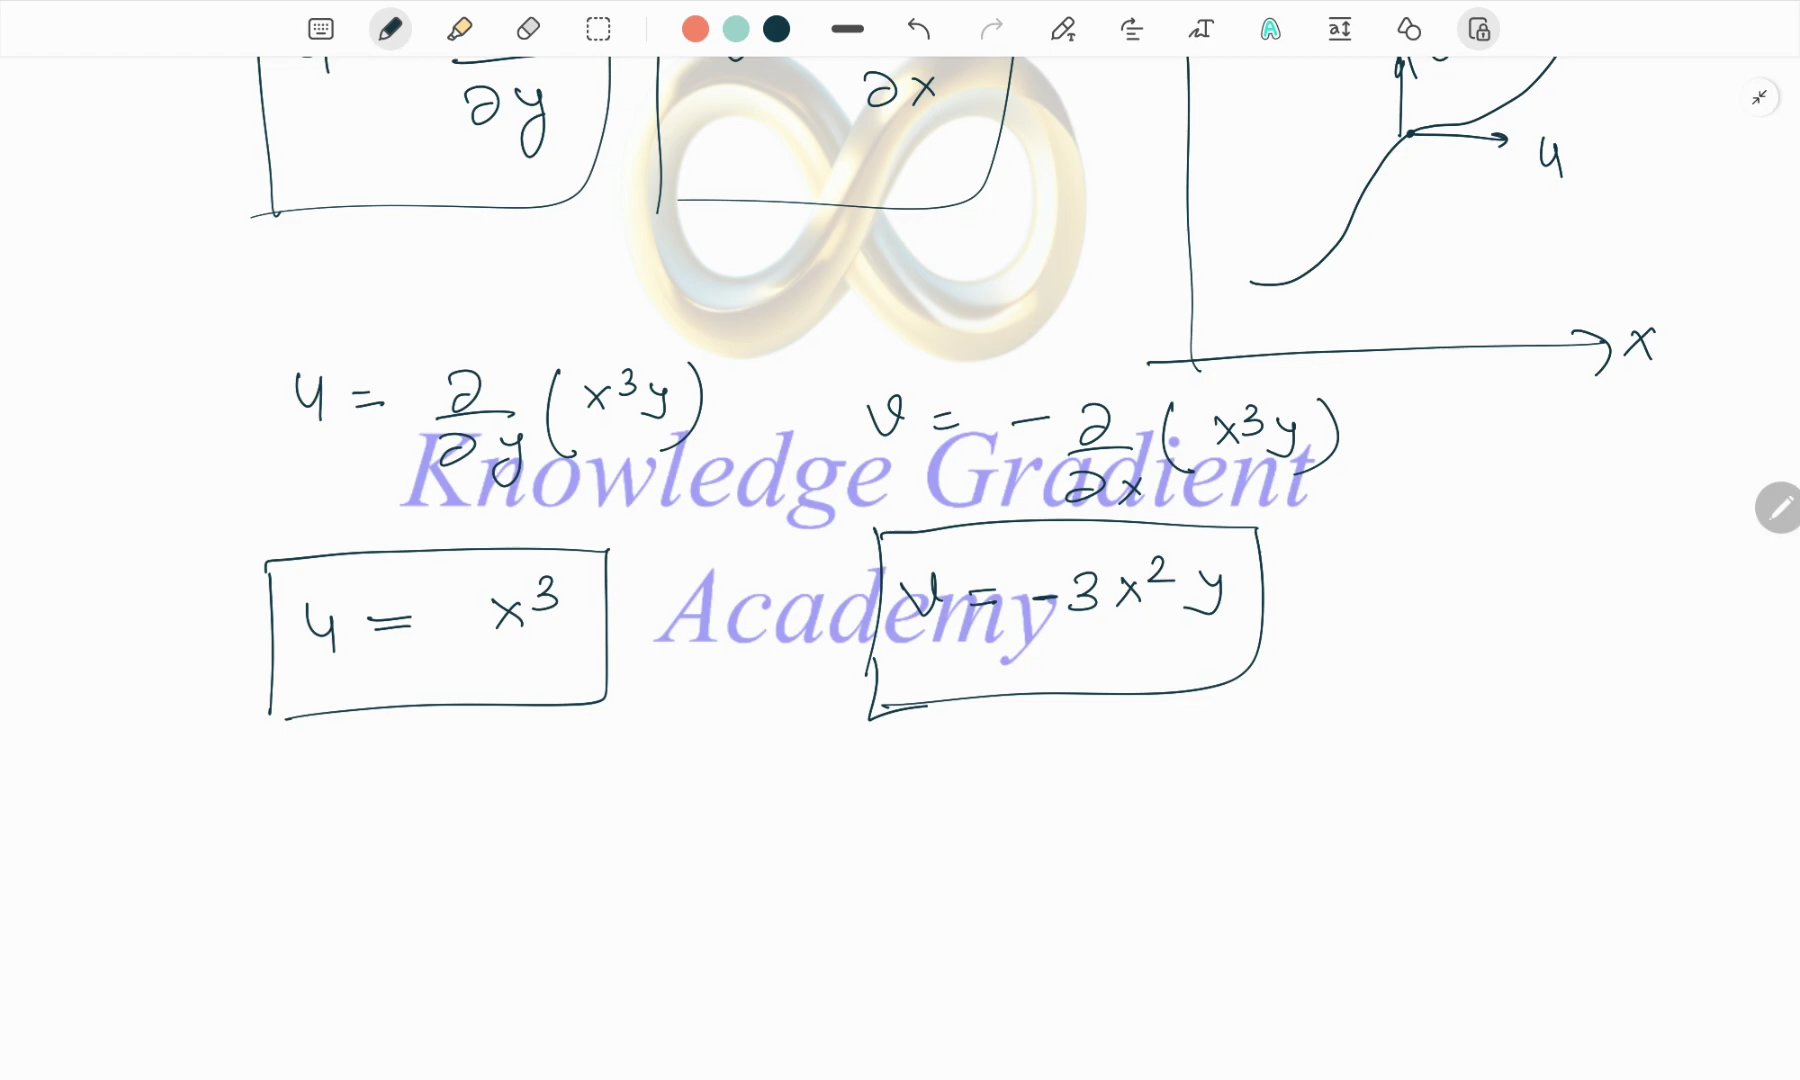 ∂y
∂x
u
x
u = ∂/∂y (x³y)
v = - ∂/∂x (x³y)
Knowledge Gradient
Academy
u = x³
v = -3x²y